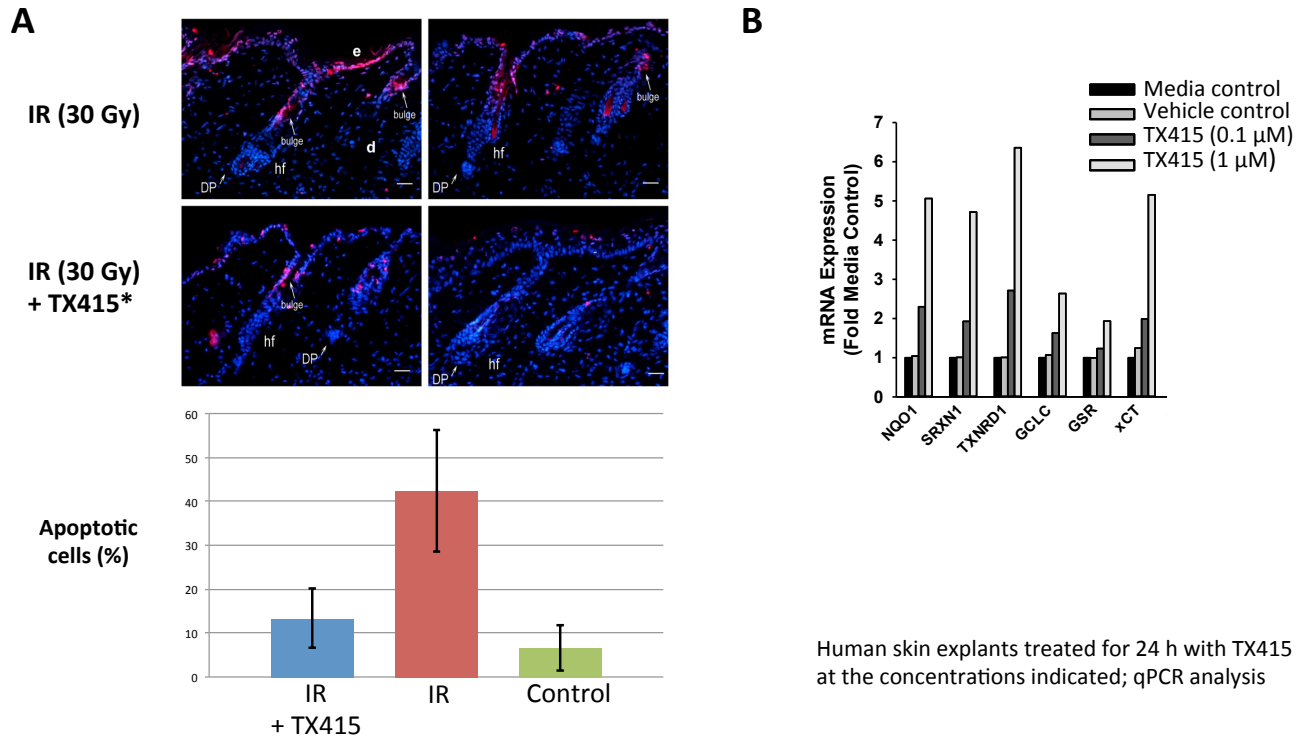 A
IR (30 Gy)
e
bulge
bulge
d
hf
DP
bulge
hf
DP
IR (30 Gy)
+ TX415*
bulge
hf
DP
hf
DP
Apoptotic
cells (%)
60
50
40
30
20
10
0
IR
+ TX415
IR
Control
B
Media control
Vehicle control
TX415 (0.1 µM)
TX415 (1 µM)
mRNA Expression
(Fold Media Control)
7
6
5
4
3
2
1
0
NQO1
SRXN1
TXNRD1
GCLC
GSR
xCT
Human skin explants treated for 24 h with TX415
at the concentrations indicated; qPCR analysis